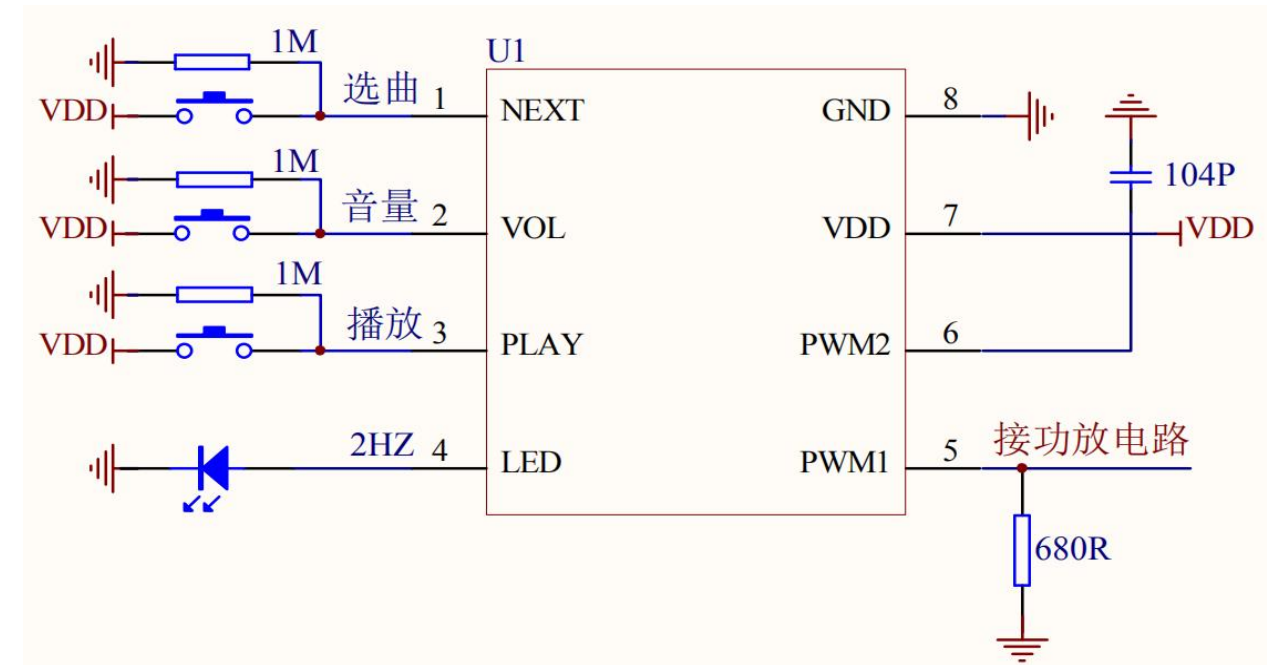 1M
U1
VDD
选曲
1
NEXT
GND
8
104P
1M
VDD
音量
2
VOL
VDD
7
VDD
1M
VDD
播放
3
PLAY
PWM2
6
2HZ
4
LED
PWM1
5
接功放电路
680R